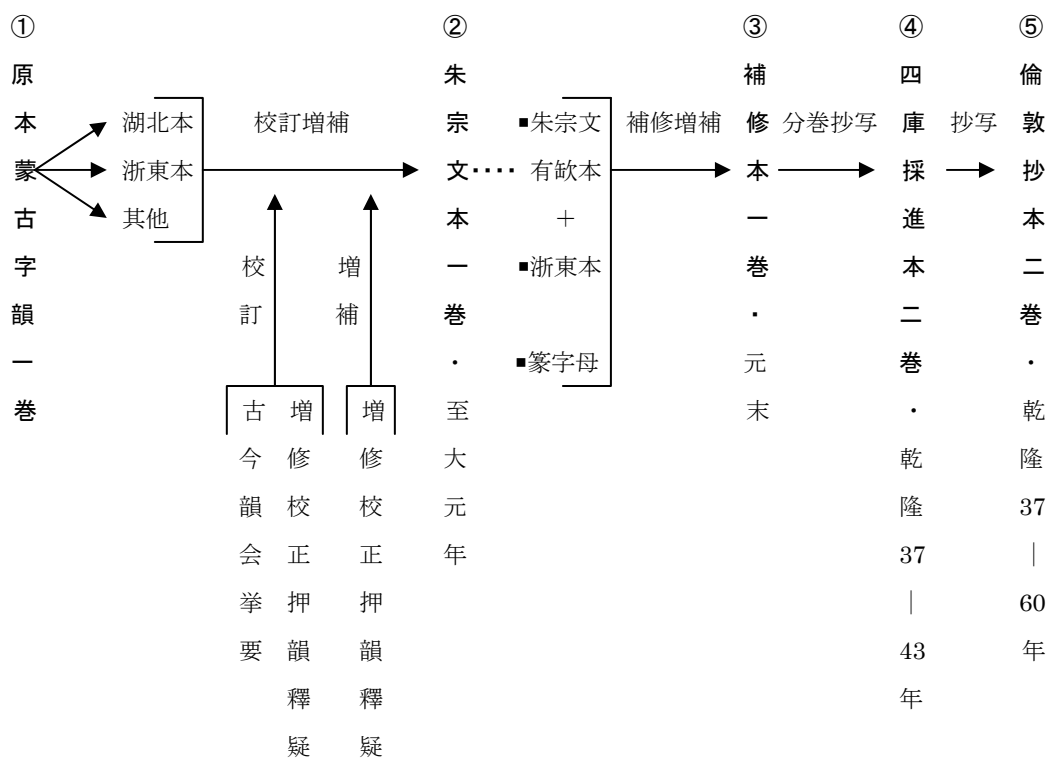 ①
原本蒙古字韻一巻
湖北本
浙東本
其他
校訂増補
校訂
増補
古今韻会挙要
増修校正押韻釋疑
増修校正押韻釋疑
②
朱宗文本一巻・至大元年
■朱宗文
有欠本
＋
■浙東本
■篆字母
補修増補
③
補修本一巻・元末
分巻抄写
④
四庫採進本二巻・乾隆37｜43年
抄写
⑤
倫敦抄本二巻・乾隆37｜60年